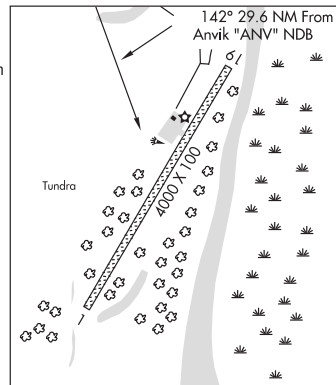 142° 29.6 NM From
Anvik "ANV" NDB
n
19
4000 X 100
Tundra
1